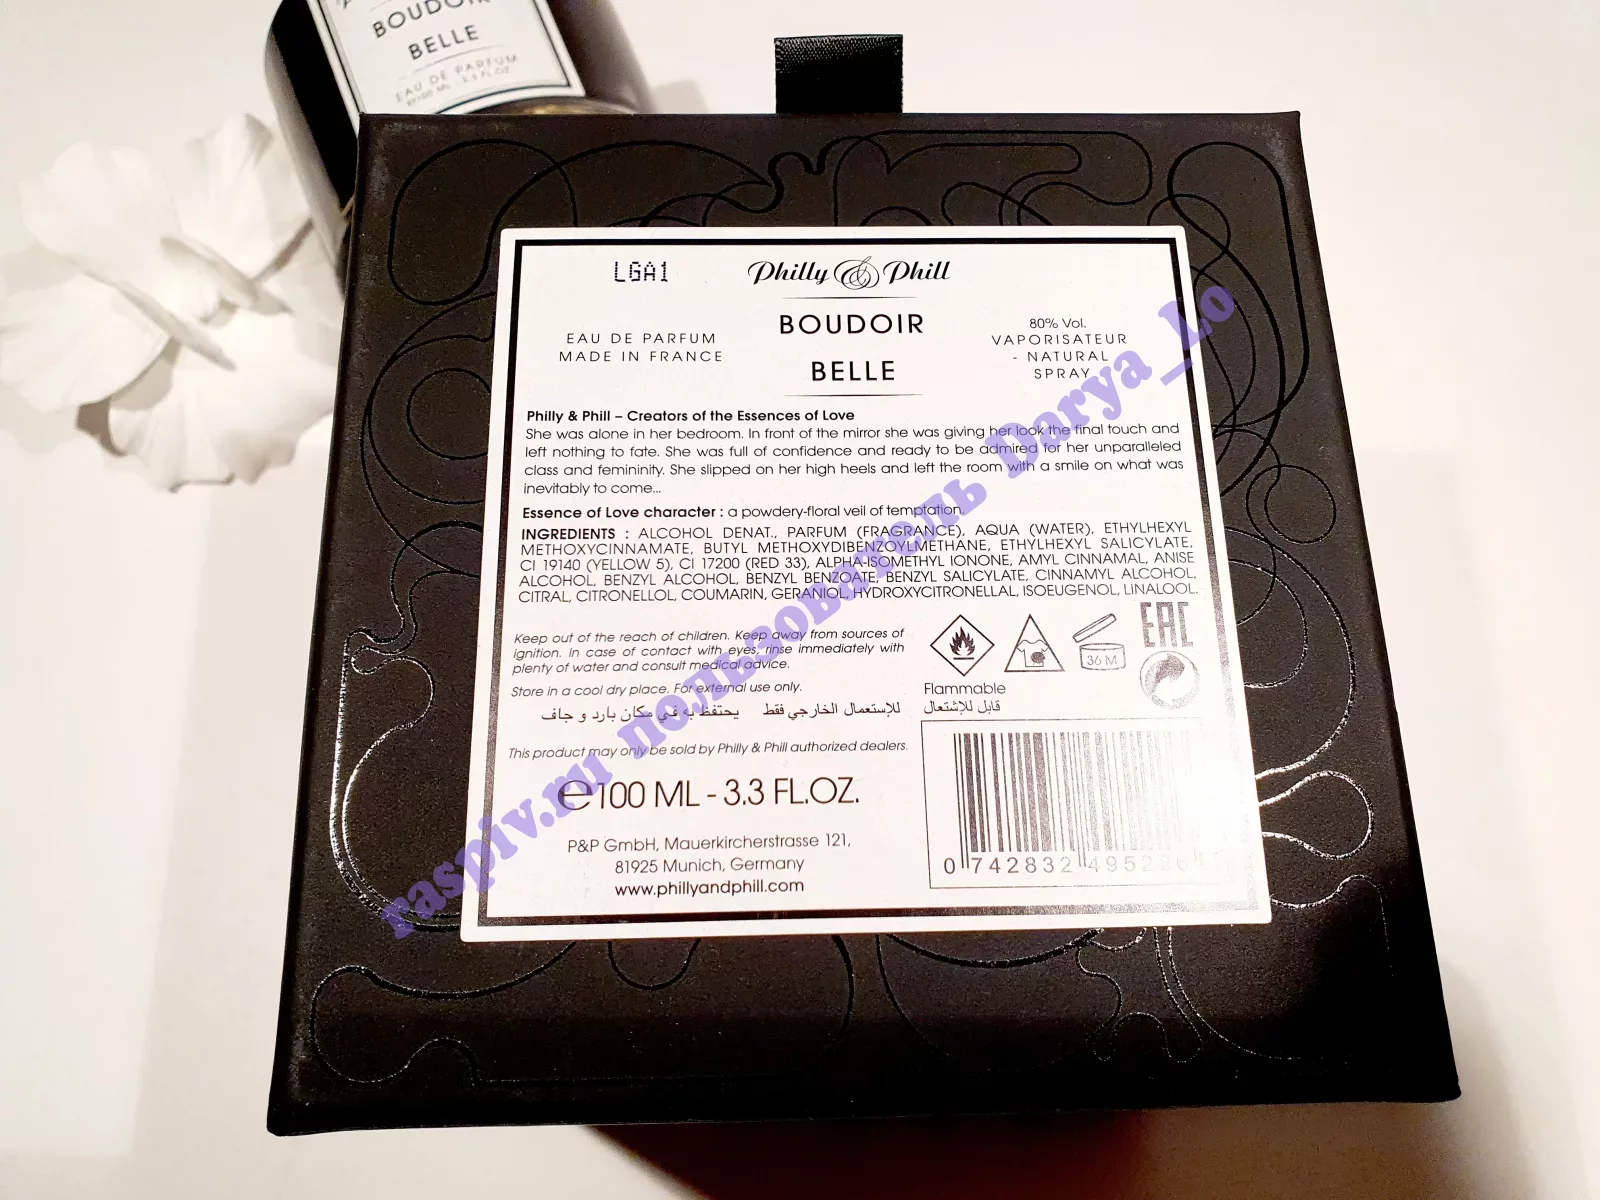 BOUDOIR
BELLE
EAU DE PARFUM
LGA1
Philly & Phill
BOUDOIR
BELLE
EAU DE PARFUM
MADE IN FRANCE
80% Vol.
VAPORISATEUR
- NATURAL
SPRAY
Philly & Phill – Creators of the Essences of Love
She was alone in her bedroom. In front of the mirror she was giving her look the final touch and
left nothing to fate. She was full of confidence and ready to be admired for her unparalleled
class and femininity. She slipped on her high heels and left the room with a smile on what was
inevitably to come...
Essence of Love character : a powdery-floral veil of temptation.
INGREDIENTS : ALCOHOL DENAT., PARFUM (FRAGRANCE), AQUA (WATER), ETHYLHEXYL
METHOXYCINNAMATE, BUTYL METHOXYDIBENZOYLMETHANE, ETHYLHEXYL SALICYLATE,
CI 19140 (YELLOW 5), CI 17200 (RED 33), ALPHA-ISOMETHYL IONONE, AMYL CINNAMAL, ANISE
ALCOHOL, BENZYL ALCOHOL, BENZYL BENZOATE, BENZYL SALICYLATE, CINNAMYL ALCOHOL,
CITRAL, CITRONELLOL, COUMARIN, GERANIOL, HYDROXYCITRONELLAL, ISOEUGENOL, LINALOOL.
Keep out of the reach of children. Keep away from sources of
ignition. In case of contact with eyes, rinse immediately with
plenty of water and consult medical advice.
Store in a cool dry place. For external use only.
للإستعمال الخارجي فقط يحتفظ به في مكان بارد و جاف
This product may only be sold by Philly & Phill authorized dealers.
36 M
EAC
Flammable
قابل للإشتعال
e 100 ML - 3.3 FL.OZ.
P&P GmbH, Mauerkircherstrasse 121,
81925 Munich, Germany
www.phillyandphill.com
0 742832 495226
raspiv.ru пользователь Darya_Lo